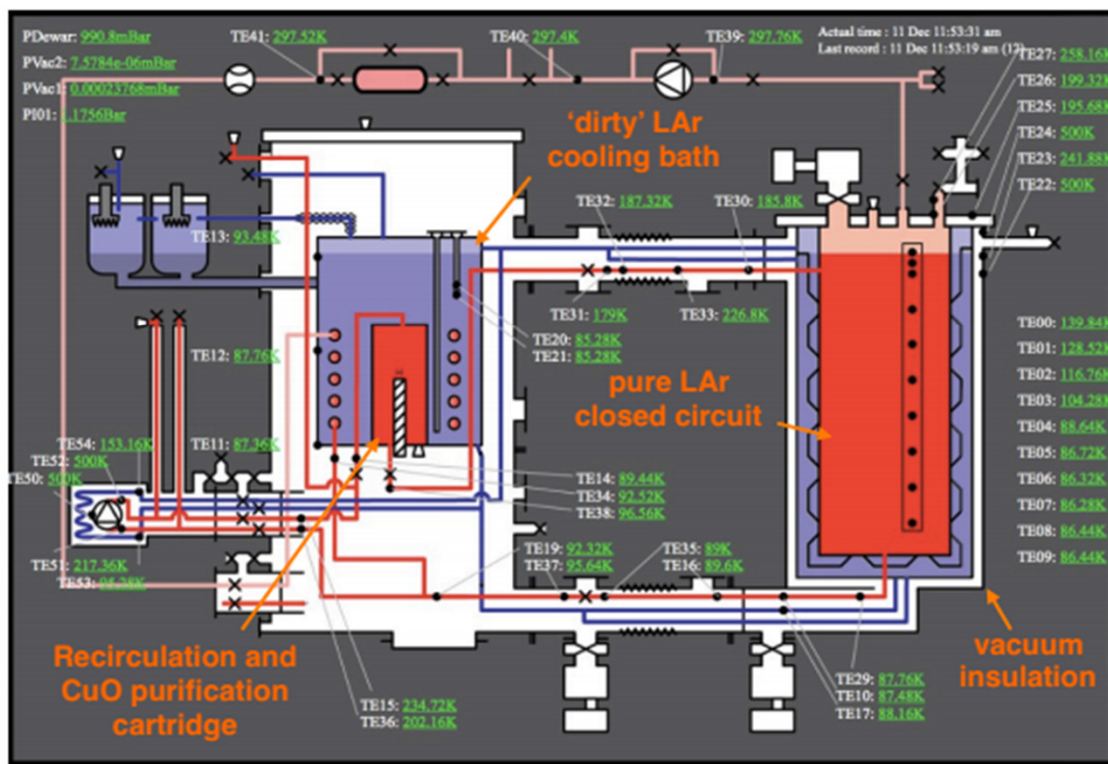 PDewar: 990.8mBar
PVac2: 7.5784e-06mBar
PVac1: 0.00023768mBar
PI01: 1.1756Bar
TE41: 297.52K
TE40: 297.4K
TE39: 297.76K
Actual time : 11 Dec 11:53:31 am
Last record : 11 Dec 11:53:19 am (12)
TE27: 258.16K
TE26: 199.32K
TE25: 195.68K
TE24: 500K
TE23: 241.88K
TE22: 500K
'dirty' LAr
cooling bath
TE32: 187.32K
TE30: 185.8K
TE13: 93.48K
TE31: 179K
TE33: 226.8K
TE20: 85.28K
TE21: 85.28K
TE12: 87.76K
pure LAr
closed circuit
TE00: 139.84K
TE01: 128.52K
TE02: 116.76K
TE03: 104.28K
TE04: 88.64K
TE05: 86.72K
TE06: 86.32K
TE07: 86.28K
TE08: 86.44K
TE09: 86.44K
TE54: 153.16K
TE52: 500K
TE50: 500K
TE11: 87.36K
TE14: 89.44K
TE34: 92.52K
TE38: 96.56K
TE51: 217.36K
TE53:
TE19: 92.32K
TE37: 95.64K
TE35: 89K
TE16: 89.6K
Recirculation and
CuO purification
cartridge
vacuum
insulation
TE15: 234.72K
TE36: 202.16K
TE29: 87.76K
TE10: 87.48K
TE17: 88.16K